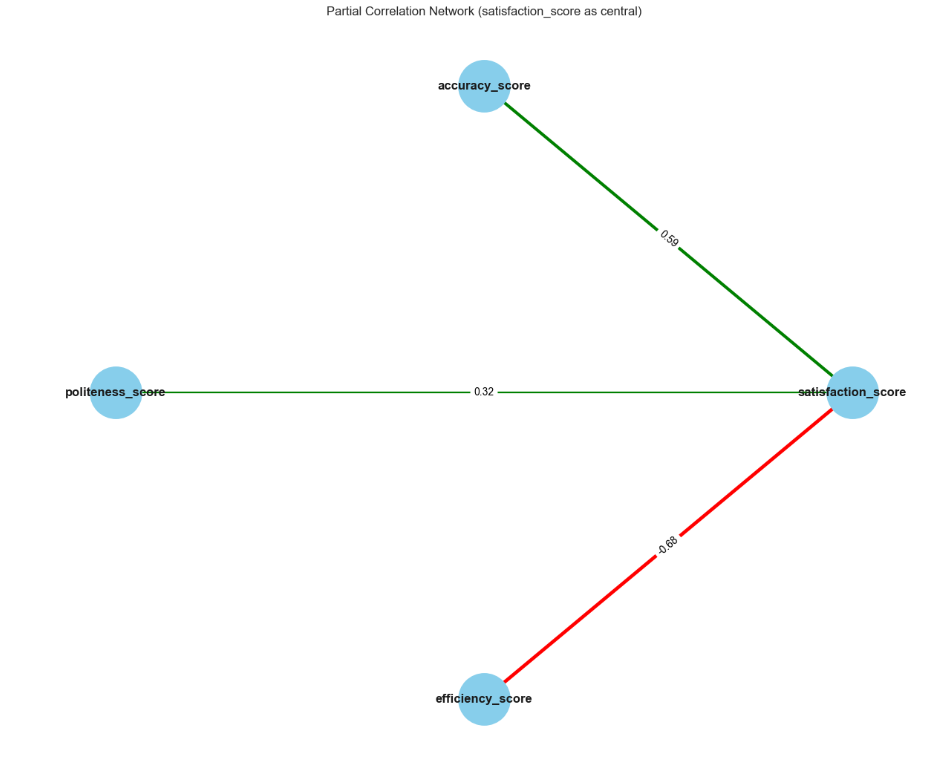 Partial Correlation Network (satisfaction_score as central)
accuracy_score
0.59
politeness_score
0.32
satisfaction_score
-0.68
efficiency_score